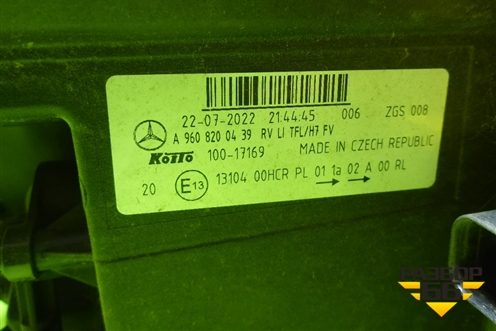 22-07-2022 21:44:45 006 ZGS 008
A 960 820 04 39 RV LI TFL/H7 FV
100-17169 MADE IN CZECH REPUBLIC
20 E13 13104 00HCR PL 01 1a 02 A 00 RL
РАЗБОР